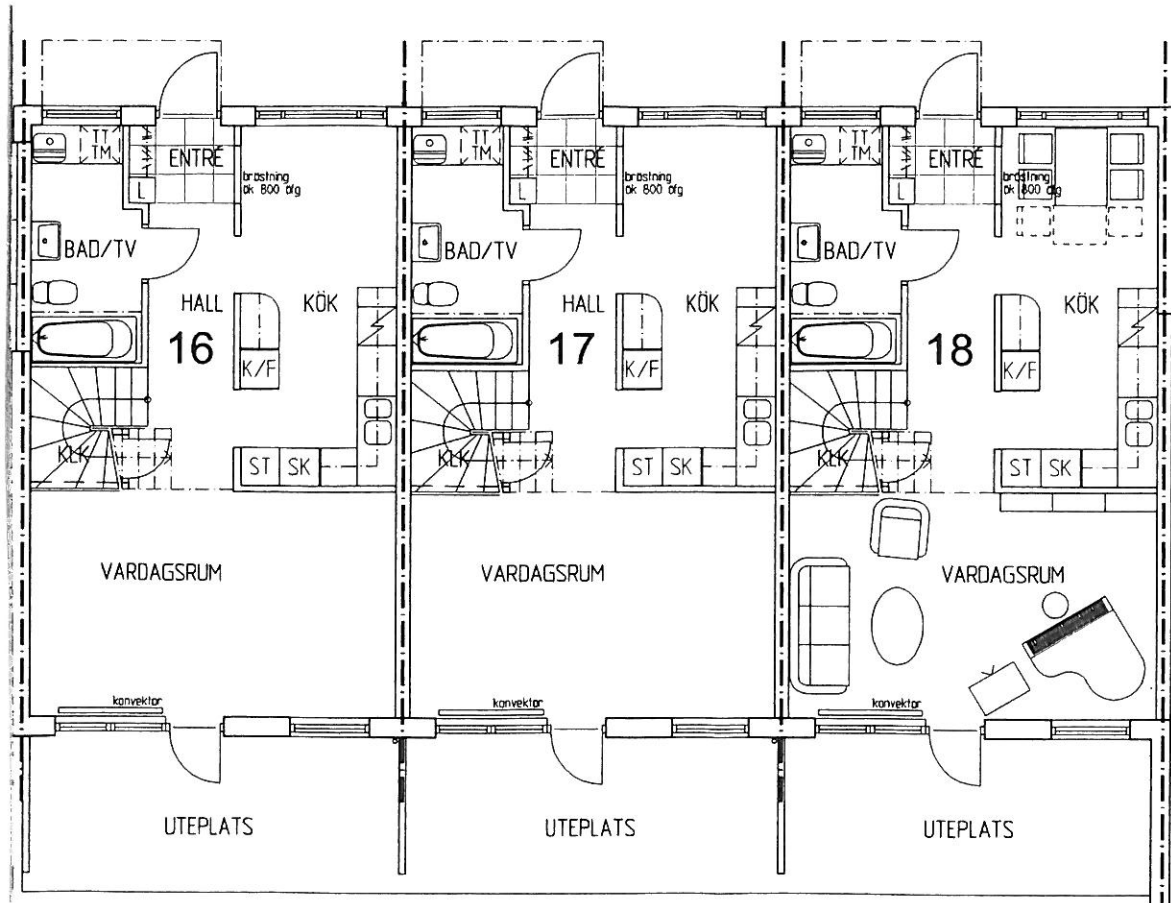 TT
TM
ENTRÉ
bröstning
ök 800 öfg
L
BAD/TV
HALL
KÖK
16
K/F
KLK
ST SK
VARDAGSRUM
konvektor
UTEPLATS
TT
TM
ENTRÉ
bröstning
ök 800 öfg
L
BAD/TV
HALL
KÖK
17
K/F
KLK
ST SK
VARDAGSRUM
konvektor
UTEPLATS
TT
TM
ENTRÉ
bröstning
ök 800 öfg
L
BAD/TV
KÖK
18
K/F
KLK
ST SK
VARDAGSRUM
konvektor
UTEPLATS